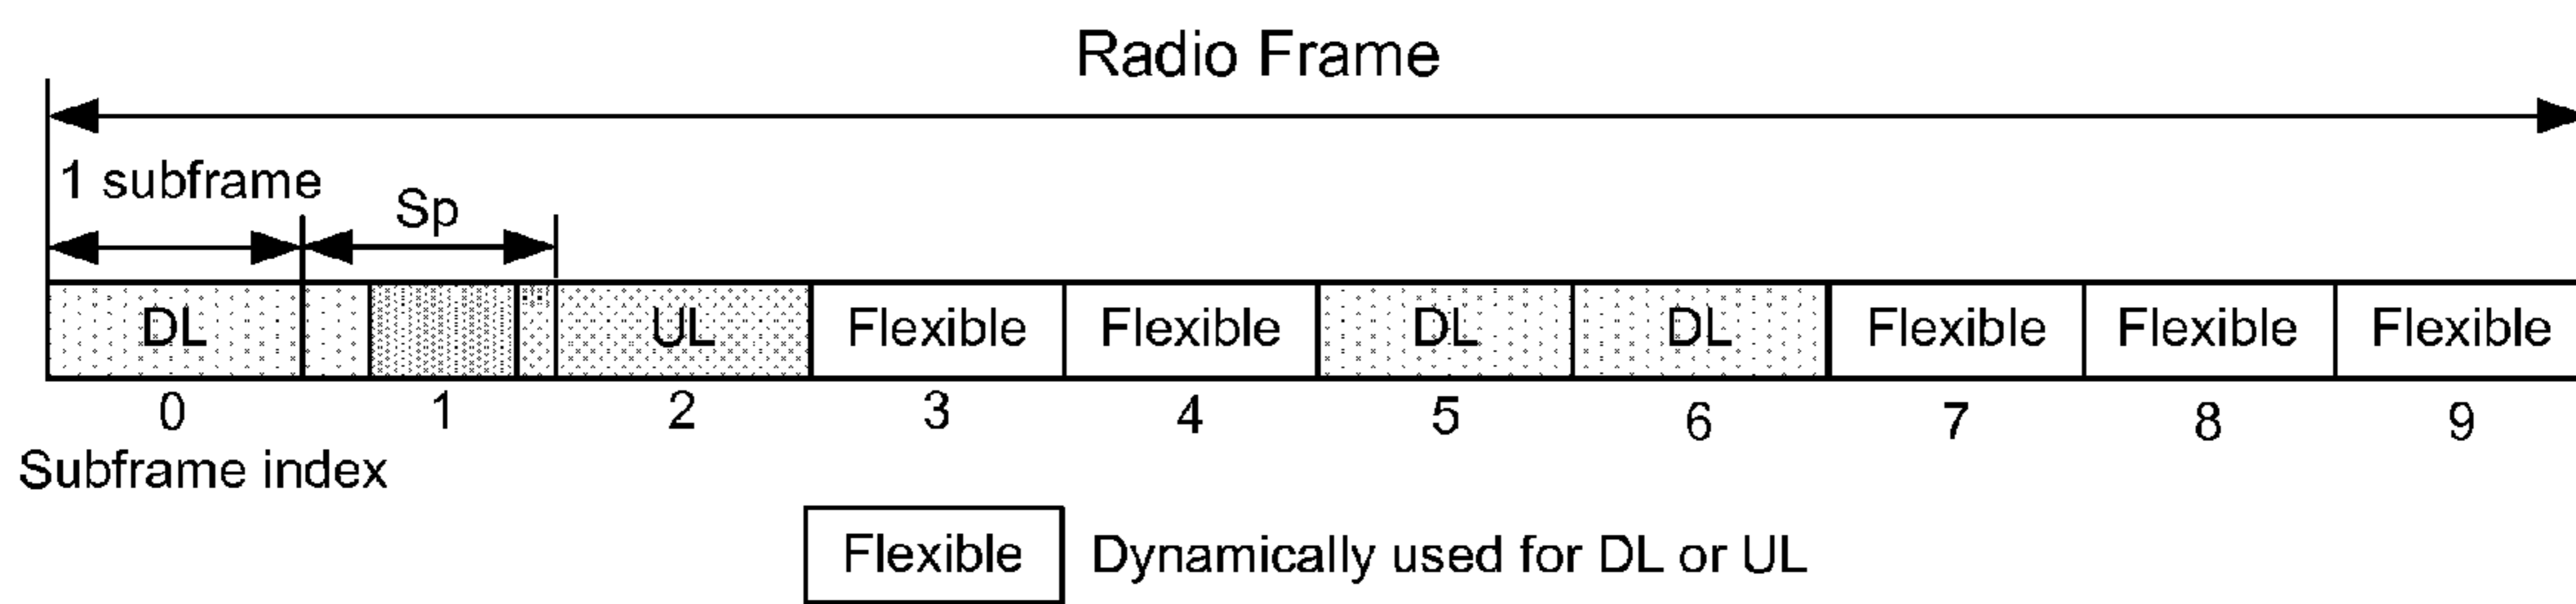 Radio Frame
1 subframe
Sp
DL UL Flexible Flexible DL DL Flexible Flexible Flexible
0 1 2 3 4 5 6 7 8 9
Subframe index
Flexible Dynamically used for DL or UL